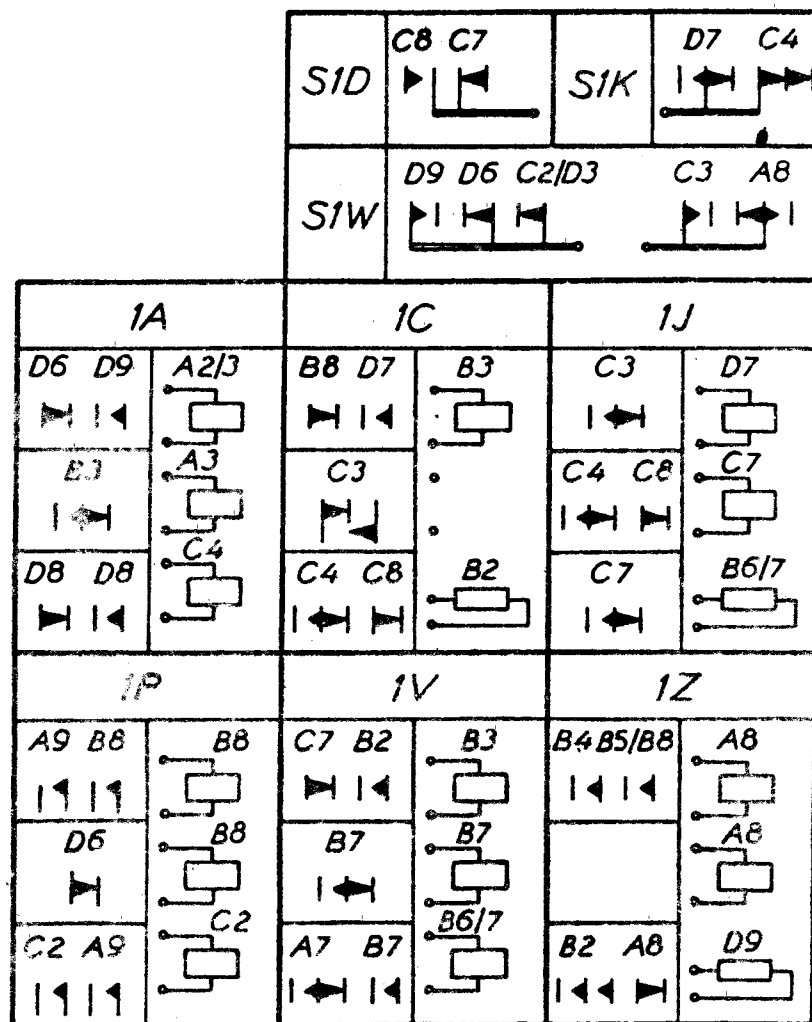 C8 C7 D7 C4
S1D S1K
D9 D6 C2/D3 C3 A8
S1W
1A 1C 1J
D6 D9 A2/3 B8 D7 B3 C3 D7
B3 A3 C3 C4 C8 C7
D8 D8 C4 C4 C8 B2 C7 B6/7
1P 1V 1Z
A9 B8 B8 C7 B2 B3 B4 B5/B8 A8
D6 B8 B7 B7 A8
C2 A9 C2 A7 B7 B6/7 B2 A8 D9